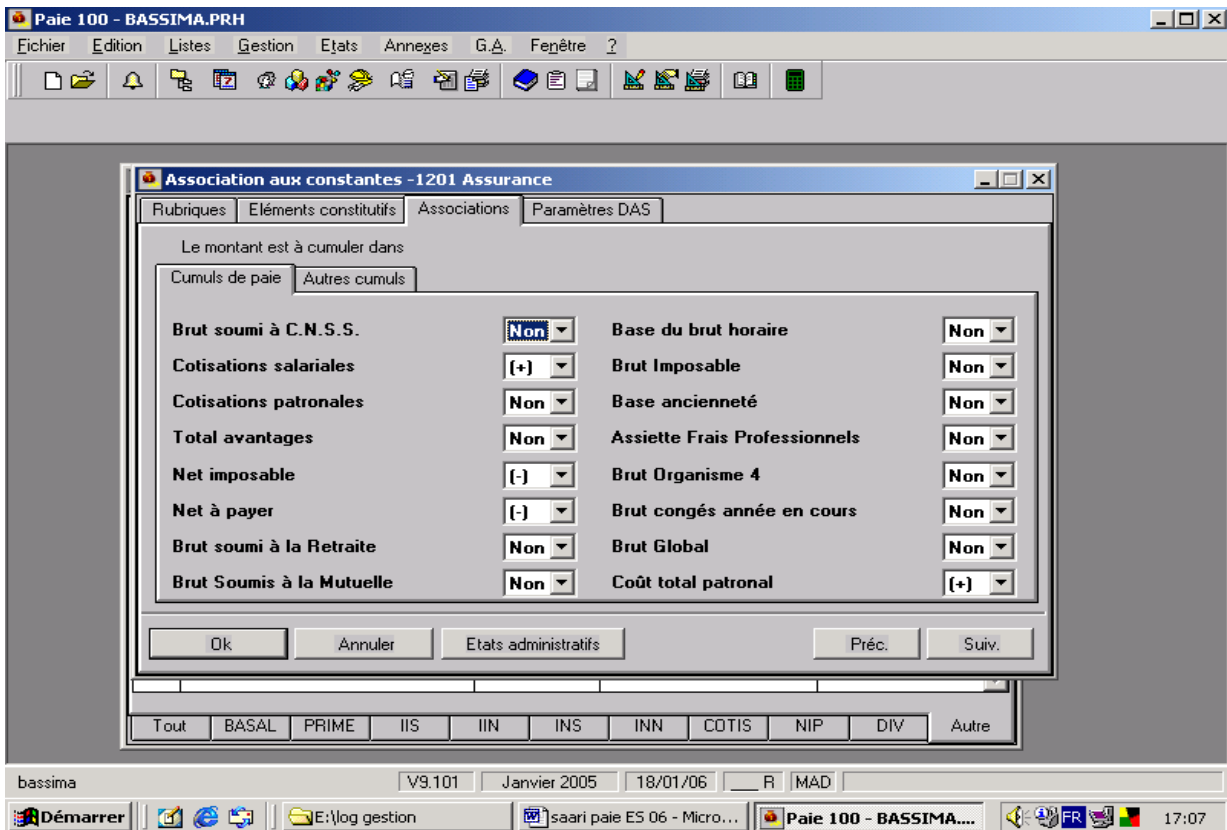 Paie 100 - BASSIMA.PRH
Fichier Edition Listes Gestion Etats Annexes G.A. Fenêtre ?
Association aux constantes -1201 Assurance
Rubriques Eléments constitutifs Associations Paramètres DAS
Le montant est à cumuler dans
Cumuls de paie Autres cumuls
Brut soumi à C.N.S.S. Non Base du brut horaire Non
Cotisations salariales (+) Brut Imposable Non
Cotisations patronales Non Base ancienneté Non
Total avantages Non Assiette Frais Professionnels Non
Net imposable (-) Brut Organisme 4 Non
Net à payer (-) Brut congés année en cours Non
Brut soumi à la Retraite Non Brut Global Non
Brut Soumis à la Mutuelle Non Coût total patronal (+)
Ok Annuler Etats administratifs Préc. Suiv.
Tout BASAL PRIME IIS IIN INS INN COTIS NIP DIV Autre
bassima V9.101 Janvier 2005 18/01/06 ___ R MAD
Démarrer E:\log gestion saari paie ES 06 - Micro... Paie 100 - BASSIMA.... FR 17:07